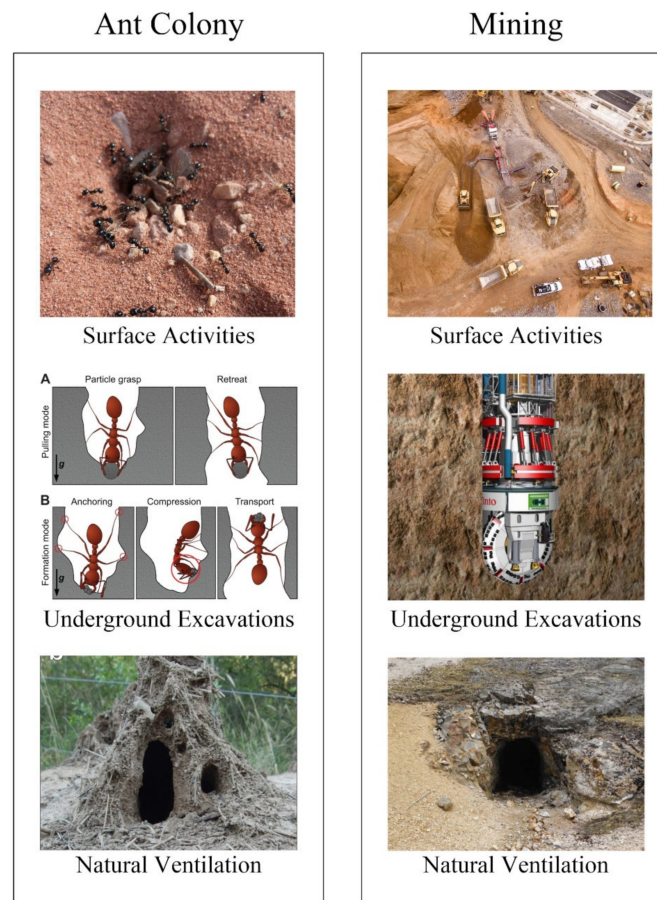 Ant Colony
Mining
Surface Activities
Surface Activities
A
Particle grasp
Retreat
Pulling mode
g
B
Anchoring
Compression
Transport
Formation mode
g
Underground Excavations
Underground Excavations
Natural Ventilation
Natural Ventilation